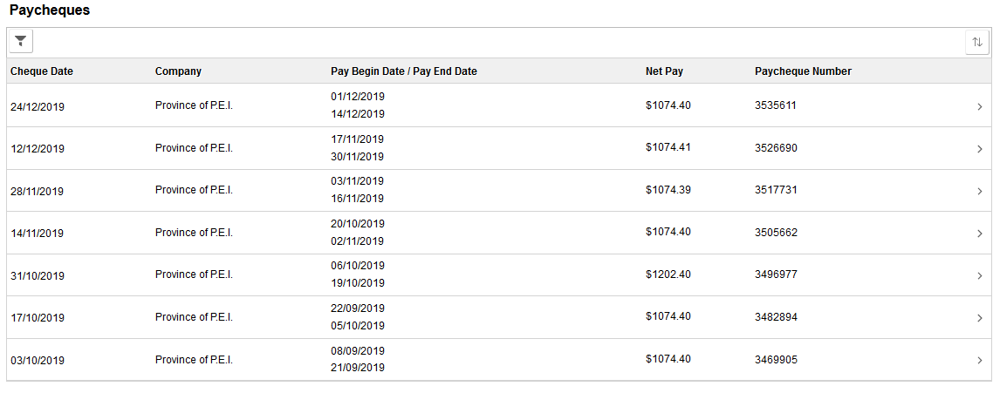 Paycheques
Cheque Date Company Pay Begin Date / Pay End Date Net Pay Paycheque Number
24/12/2019 Province of P.E.I. 01/12/2019 14/12/2019 $1074.40 3535611
12/12/2019 Province of P.E.I. 17/11/2019 30/11/2019 $1074.41 3526690
28/11/2019 Province of P.E.I. 03/11/2019 16/11/2019 $1074.39 3517731
14/11/2019 Province of P.E.I. 20/10/2019 02/11/2019 $1074.40 3505662
31/10/2019 Province of P.E.I. 06/10/2019 19/10/2019 $1202.40 3496977
17/10/2019 Province of P.E.I. 22/09/2019 05/10/2019 $1074.40 3482894
03/10/2019 Province of P.E.I. 08/09/2019 21/09/2019 $1074.40 3469905